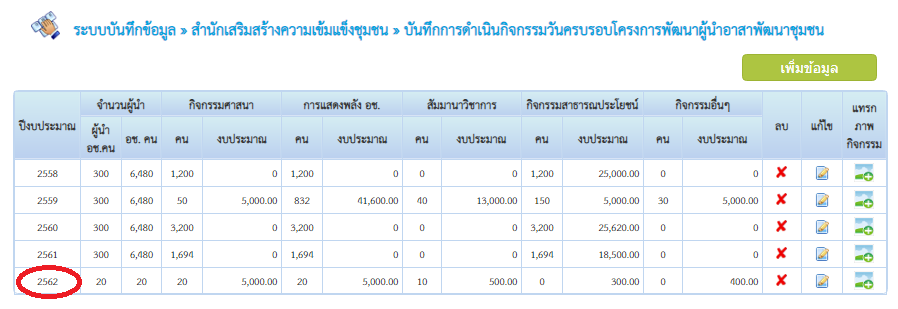 ระบบบันทึกข้อมูล » สำนักเสริมสร้างความเข้มแข็งชุมชน » บันทึกการดำเนินกิจกรรมวันครบรอบโครงการพัฒนาผู้นำอาสาพัฒนาชุมชน
เพิ่มข้อมูล
ปีงบประมาณ จำนวนผู้นำ กิจกรรมศาสนา การแสดงพลัง อช. สัมมานาวิชาการ กิจกรรมสาธารณประโยชน์ กิจกรรมอื่นๆ ลบ แก้ไข แทรกภาพกิจกรรม
ผู้นำ อช.คน อช. คน คน งบประมาณ คน งบประมาณ คน งบประมาณ คน งบประมาณ คน งบประมาณ
2558 300 6,480 1,200 0 1,200 0 0 0 1,200 25,000.00 0 0
2559 300 6,480 50 5,000.00 832 41,600.00 40 13,000.00 150 5,000.00 30 5,000.00
2560 300 6,480 3,200 0 3,200 0 0 0 3,200 25,620.00 0 0
2561 300 6,480 1,694 0 1,694 0 0 0 1,694 18,500.00 0 0
2562 20 20 20 5,000.00 20 5,000.00 10 500.00 0 300.00 0 400.00